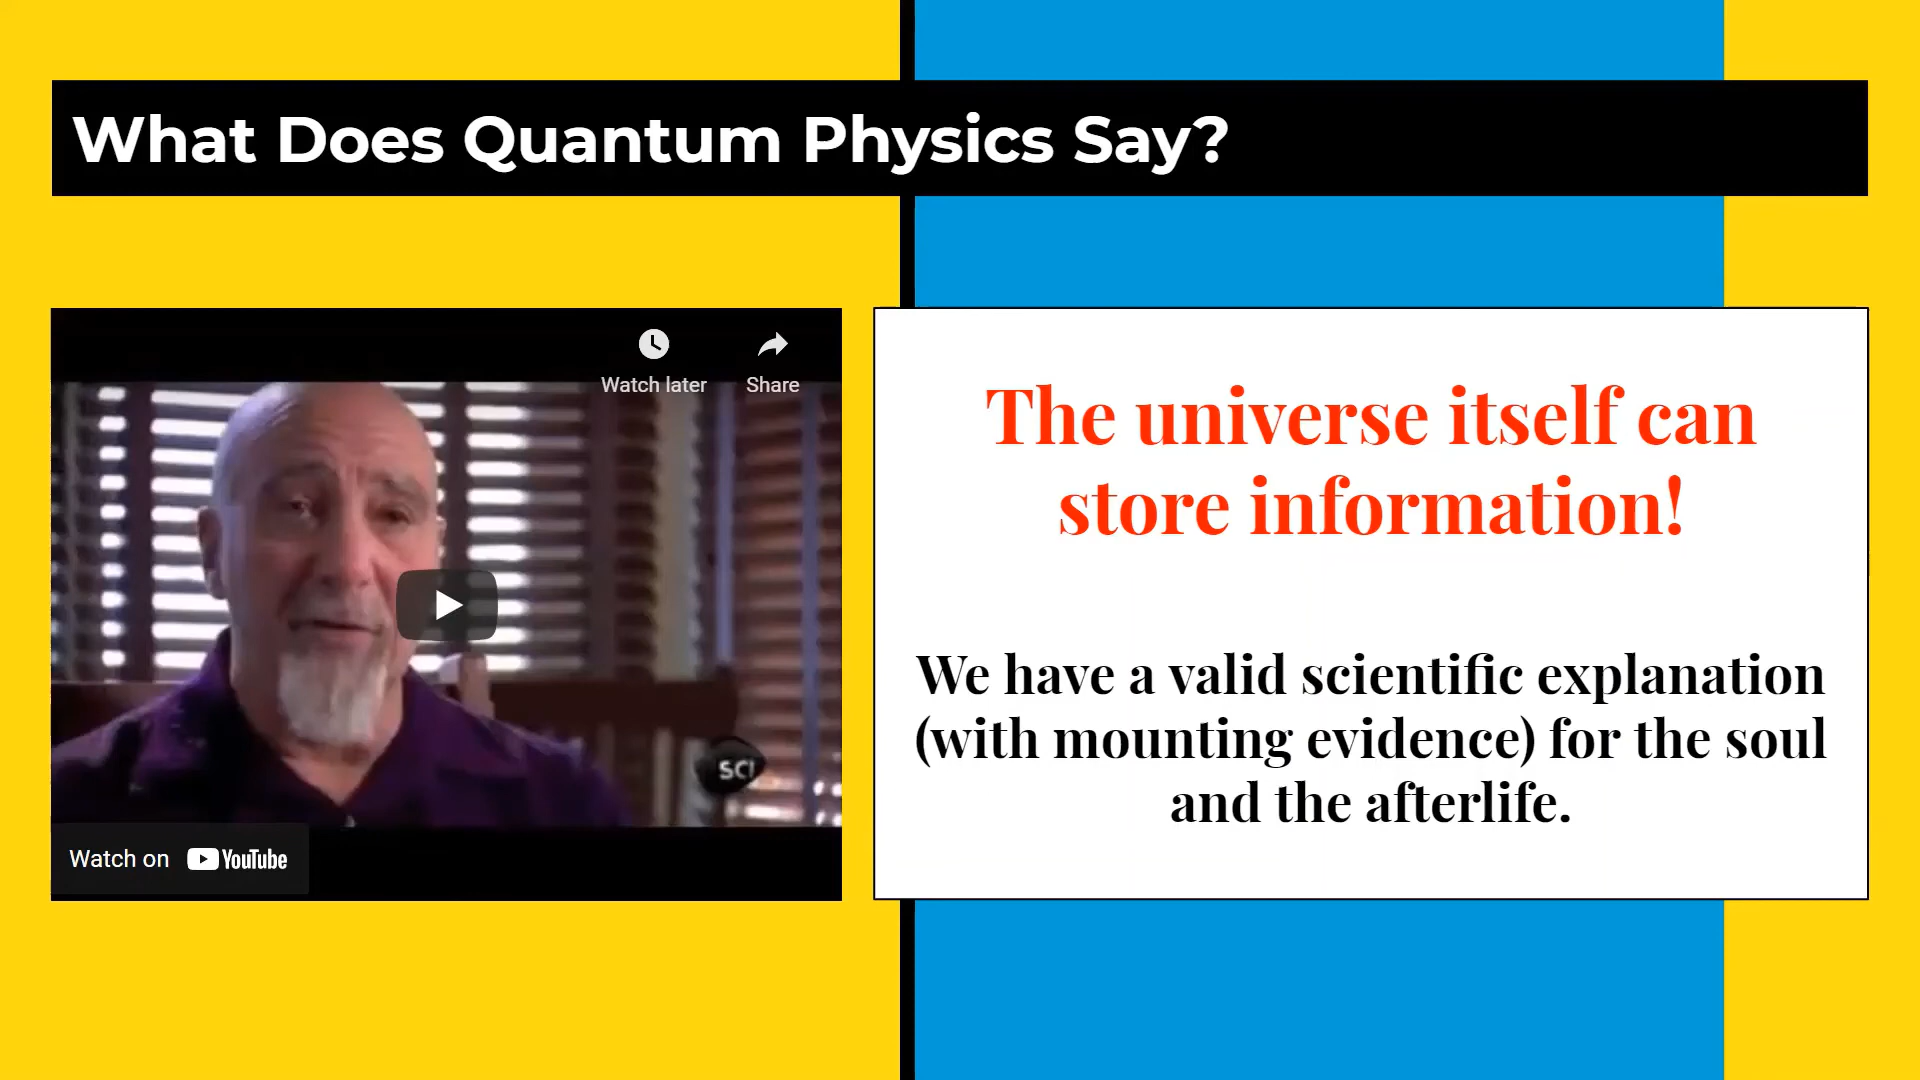 What Does Quantum Physics Say?
Watch later
Share
SCI
Watch on YouTube
The universe itself can
store information!
We have a valid scientific explanation
(with mounting evidence) for the soul
and the afterlife.